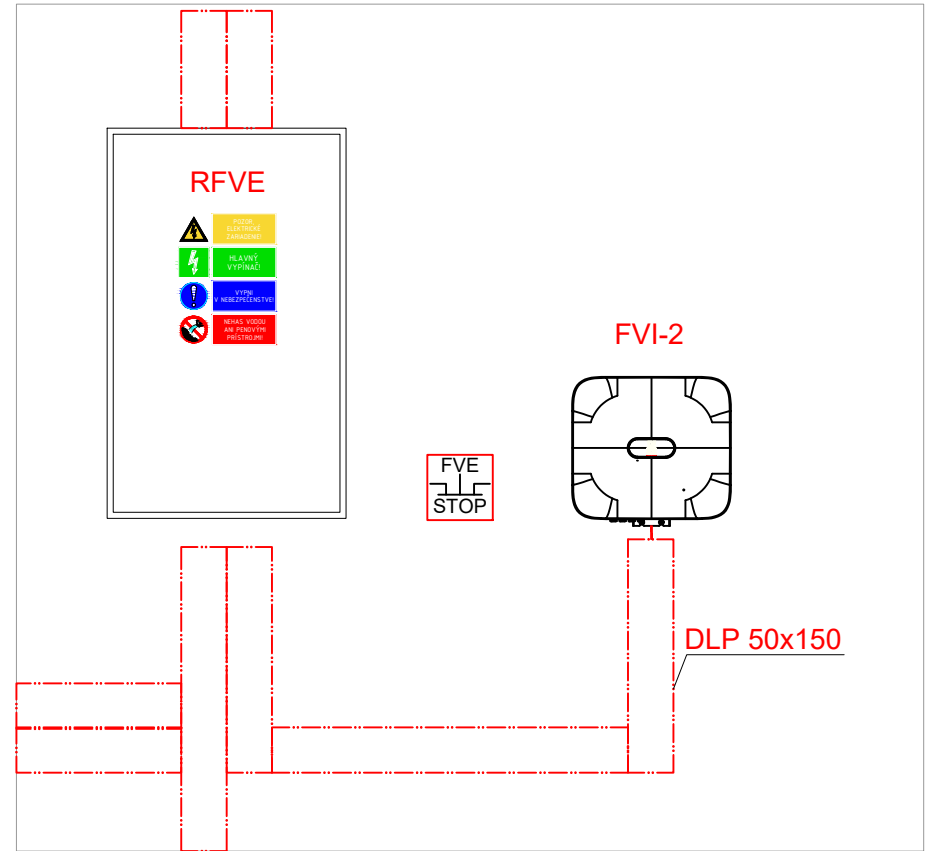 RFVE
POZOR
ELEKTRICKÉ
ZARIADENIE!
HLAVNÝ
VYPÍNAČ!
VYPNI
V NEBEZPEČENSTVE!
NEHAS VODOU
ANI PENOVÝMI
PRÍSTROJMI!
FVI-2
FVE
STOP
DLP 50x150